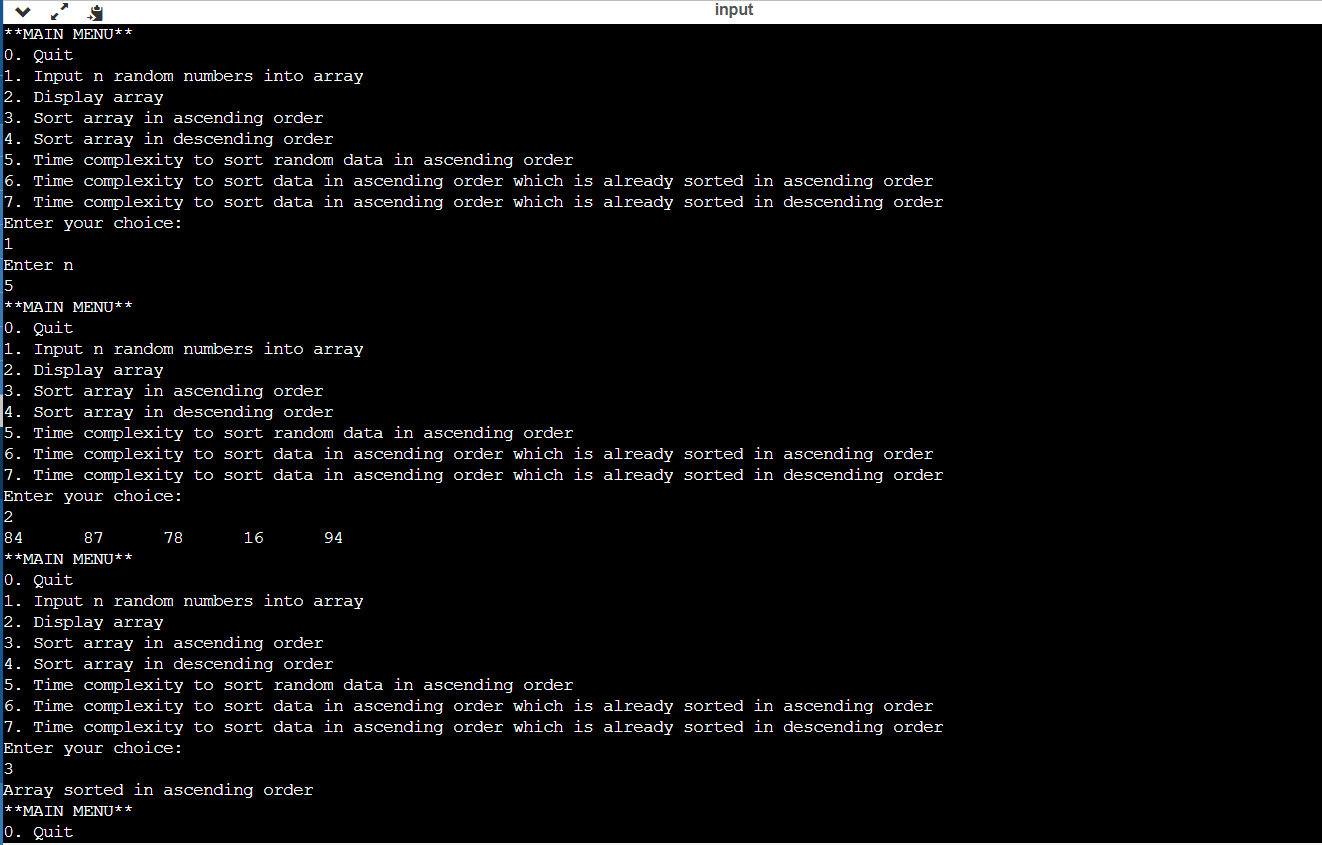 input
**MAIN MENU**
0. Quit
1. Input n random numbers into array
2. Display array
3. Sort array in ascending order
4. Sort array in descending order
5. Time complexity to sort random data in ascending order
6. Time complexity to sort data in ascending order which is already sorted in ascending order
7. Time complexity to sort data in ascending order which is already sorted in descending order
Enter your choice:
1
Enter n
5
**MAIN MENU**
0. Quit
1. Input n random numbers into array
2. Display array
3. Sort array in ascending order
4. Sort array in descending order
5. Time complexity to sort random data in ascending order
6. Time complexity to sort data in ascending order which is already sorted in ascending order
7. Time complexity to sort data in ascending order which is already sorted in descending order
Enter your choice:
2
84      87      78      16      94
**MAIN MENU**
0. Quit
1. Input n random numbers into array
2. Display array
3. Sort array in ascending order
4. Sort array in descending order
5. Time complexity to sort random data in ascending order
6. Time complexity to sort data in ascending order which is already sorted in ascending order
7. Time complexity to sort data in ascending order which is already sorted in descending order
Enter your choice:
3
Array sorted in ascending order
**MAIN MENU**
0. Quit